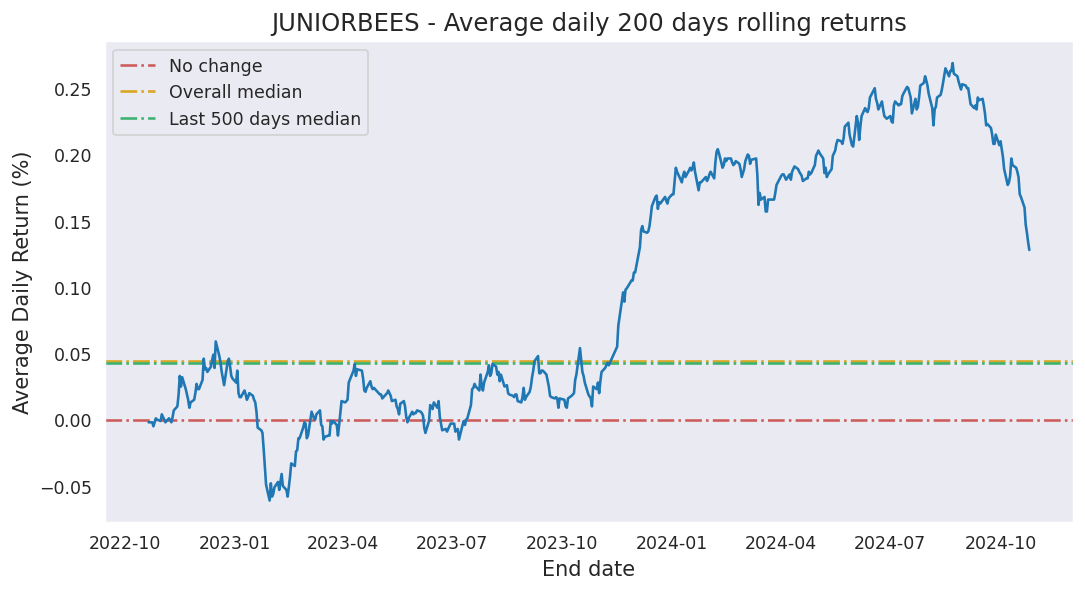 JUNIORBEES - Average daily 200 days rolling returns
No change
Overall median
Last 500 days median
Average Daily Return (%)
0.25
0.20
0.15
0.10
0.05
0.00
−0.05
2022-10 2023-01 2023-04 2023-07 2023-10 2024-01 2024-04 2024-07 2024-10
End date